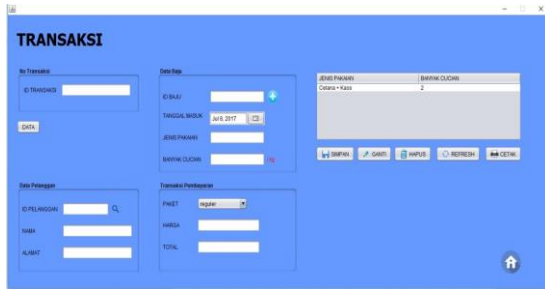 TRANSAKSI
No Transaksi
ID TRANSAKSI
DATA
Data Baju
ID BAJU
TANGGAL MASUK
Jul 8, 2017
JENIS PAKAIAN
BANYAK CUCIAN
JENIS PAKAIAN
BANYAK CUCIAN
Celana + Kaos
2
SIMPAN
GANTI
HAPUS
REFRESH
CETAK
Data Pelanggan
ID PELANGGAN
NAMA
ALAMAT
Transaksi Pembayaran
PAKET
reguler
HARGA
TOTAL